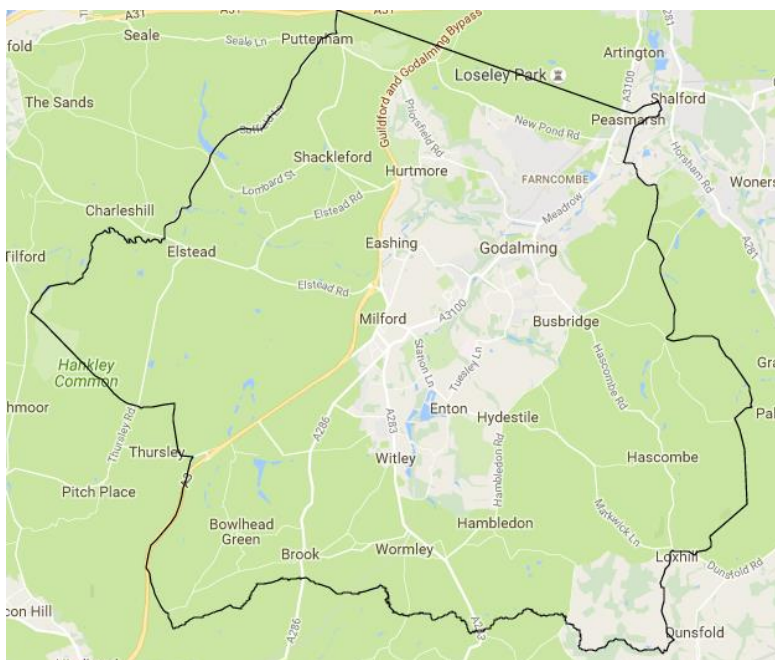 A31
A31
A31
281
Seale
Seale Ln
Puttenham
fold
Artington
Guildford and Godalming Bypass
Loseley Park
A3100
The Sands
Shalford
Suffield Ln
Priorsfield Rd
New Pond Rd
Peasmarsh
Shackleford
Hurtmore
Horsham Rd
Lombard St
FARNCOMBE
Woners
Elstead Rd
Meadrow
Charleshill
Eashing
Godalming
A281
Tilford
Elstead
Elstead Rd
A3100
Milford
Busbridge
Station Ln
Tuesley Ln
Hankley
Common
Gra
Hascombe Rd
hmoor
A286
A283
Enton
Hydestile
Pal
Thursley Rd
Thursley
Witley
Hambledon Rd
Hascombe
A3
Pitch Place
Markwick Ln
Bowlhead
Green
Hambledon
Brook
Wormley
Loxhill
Dunsfold Rd
con Hill
A286
A283
Dunsfold